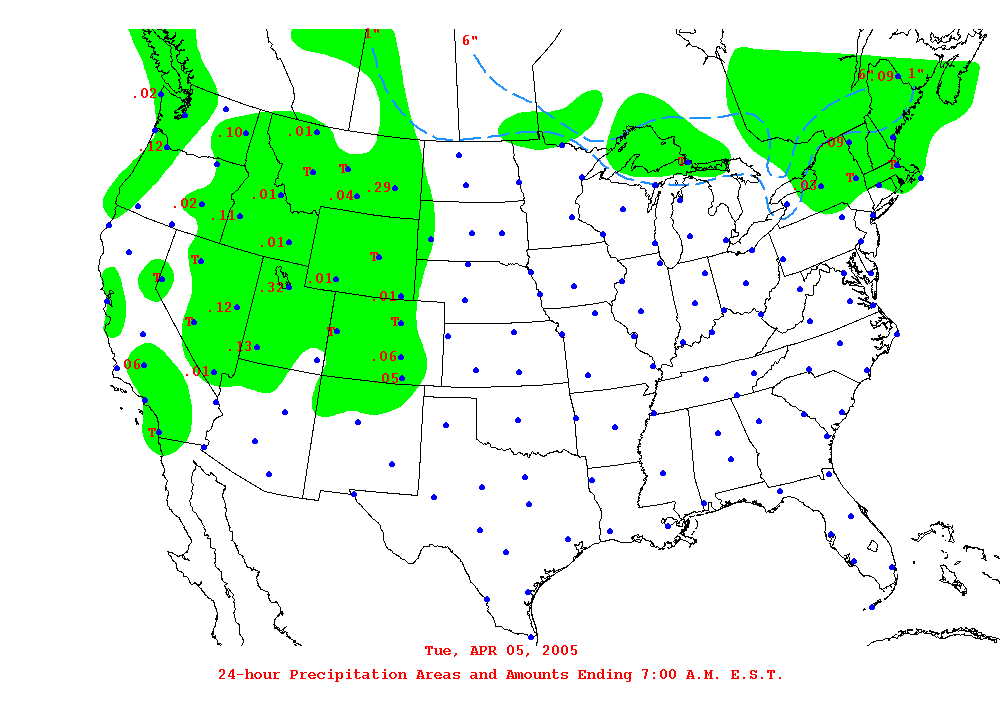 1"
6"
6" .09 1"
.02
.10 .01
.12 .09
T T T T
.01 .04 .29 T .03
.02 .11
.01
T T
T .32 .01 .01
.12
T T T
.13 .06
.06 .01 .05
T
Tue, APR 05, 2005
24-hour Precipitation Areas and Amounts Ending 7:00 A.M. E.S.T.